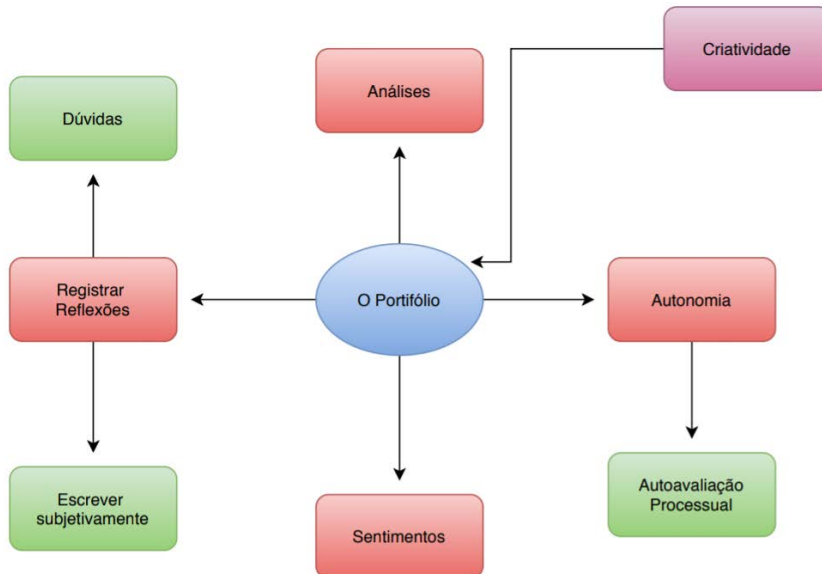 Criatividade
Análises
Dúvidas
Registrar
Reflexões
O Portifólio
Autonomia
Escrever
subjetivamente
Sentimentos
Autoavaliação
Processual